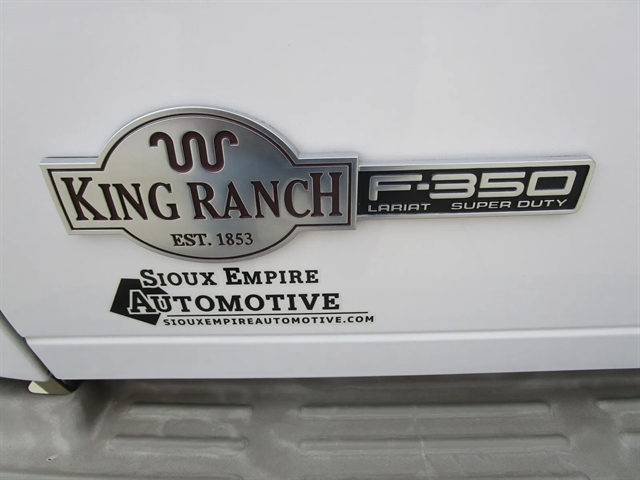 KING RANCH
EST. 1853
F-350
LARIAT SUPER DUTY
SIOUX EMPIRE
AUTOMOTIVE
SIOUXEMPIREAUTOMOTIVE.COM